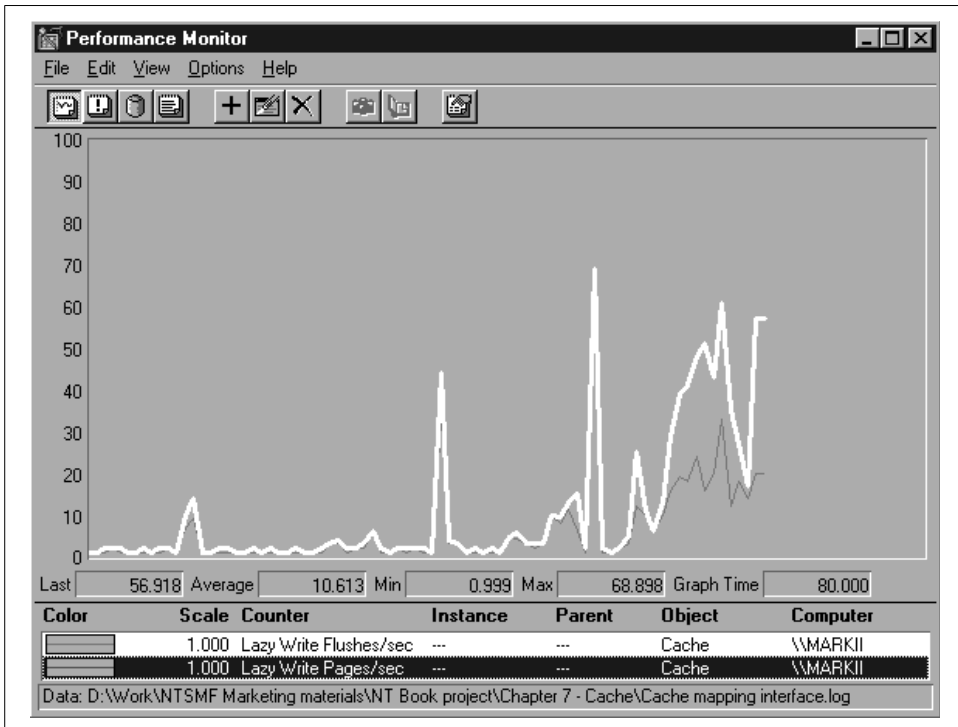 Performance Monitor
File Edit View Options Help
100
90
80
70
60
50
40
30
20
10
0
Last 56.918 Average 10.613 Min 0.999 Max 68.898 Graph Time 80.000
Color Scale Counter Instance Parent Object Computer
1.000 Lazy Write Flushes/sec --- --- Cache \\MARKII
1.000 Lazy Write Pages/sec --- --- Cache \\MARKII
Data: D:\Work\NTSMF Marketing materials\NT Book project\Chapter 7 - Cache\Cache mapping interface.log